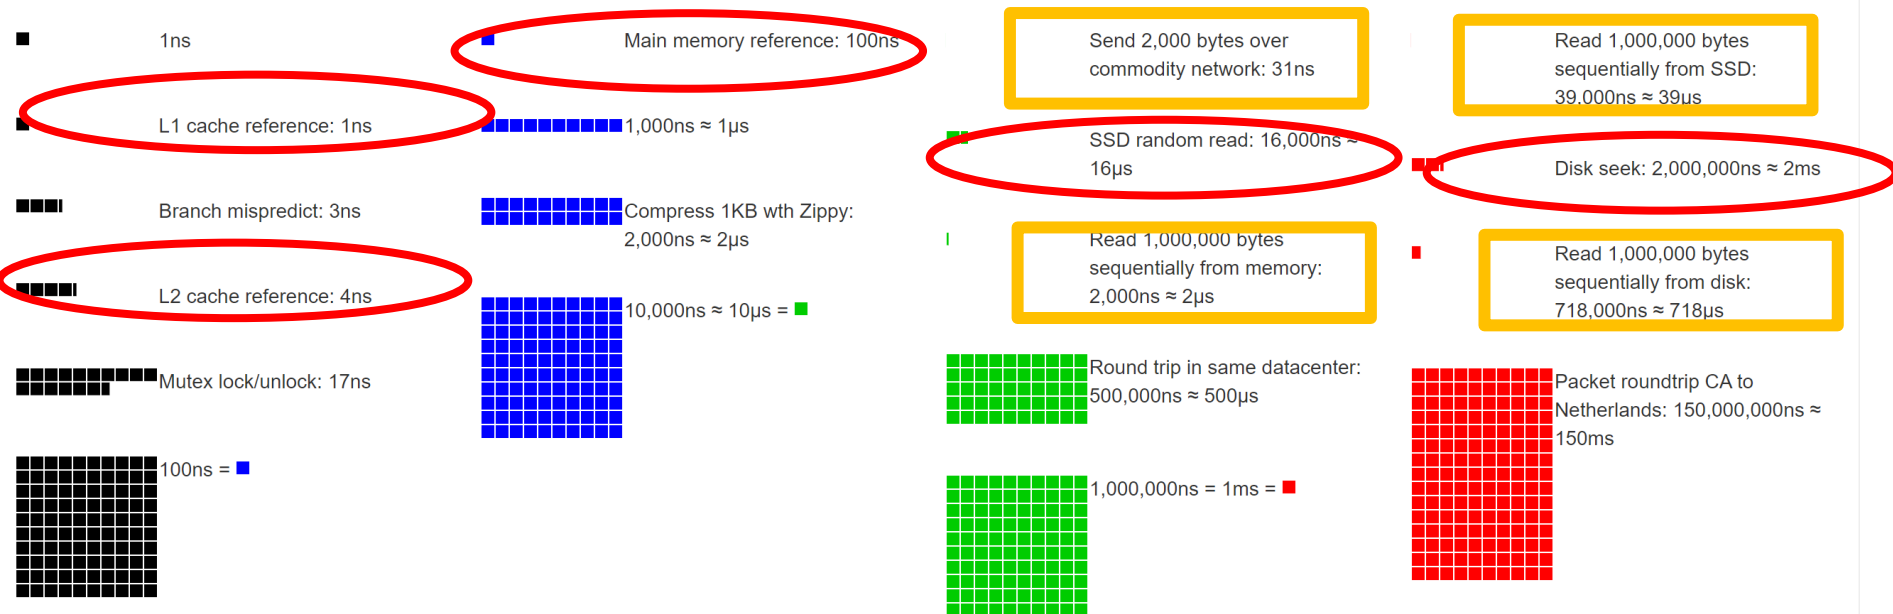 1ns
L1 cache reference: 1ns
Branch mispredict: 3ns
L2 cache reference: 4ns
Mutex lock/unlock: 17ns
100ns =
Main memory reference: 100ns
1,000ns ≈ 1μs
Compress 1KB wth Zippy:
2,000ns ≈ 2μs
10,000ns ≈ 10μs =
Send 2,000 bytes over
commodity network: 31ns
SSD random read: 16,000ns ≈
16μs
Read 1,000,000 bytes
sequentially from memory:
2,000ns ≈ 2μs
Round trip in same datacenter:
500,000ns ≈ 500μs
1,000,000ns = 1ms =
Read 1,000,000 bytes
sequentially from SSD:
39,000ns ≈ 39μs
Disk seek: 2,000,000ns ≈ 2ms
Read 1,000,000 bytes
sequentially from disk:
718,000ns ≈ 718μs
Packet roundtrip CA to
Netherlands: 150,000,000ns ≈
150ms